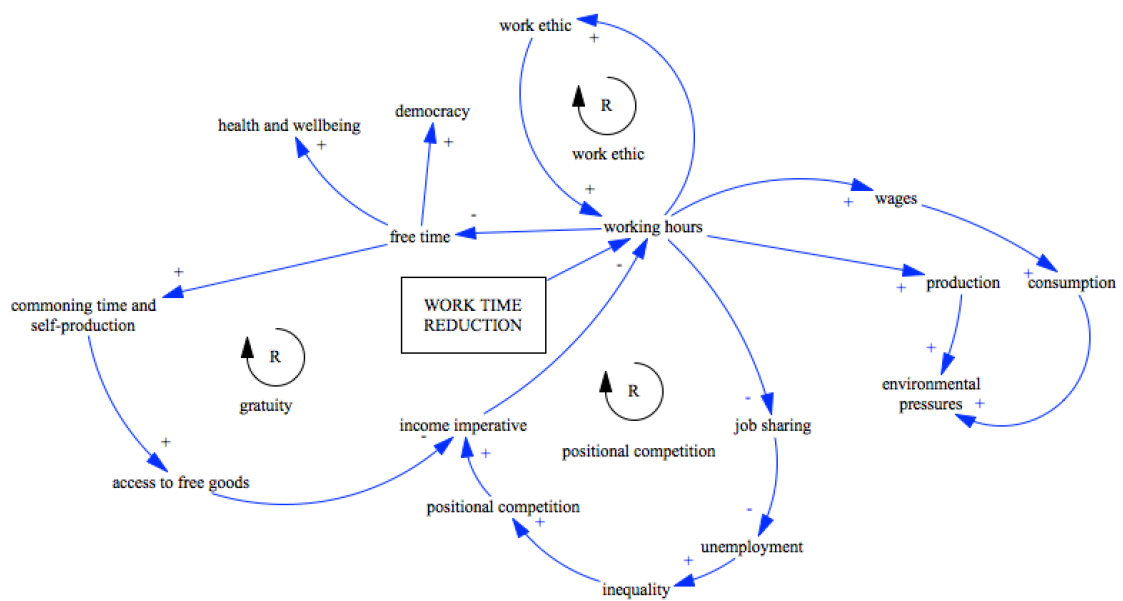 work ethic
+
R
work ethic
+
democracy
+
health and wellbeing
+
free time
-
working hours
+
wages
+
consumption
+
production
+
environmental
pressures
+
+
commoning time and
self-production
WORK TIME
REDUCTION
-
R
gratuity
+
access to free goods
-
income imperative
+
R
positional competition
-
job sharing
-
unemployment
+
inequality
+
positional competition